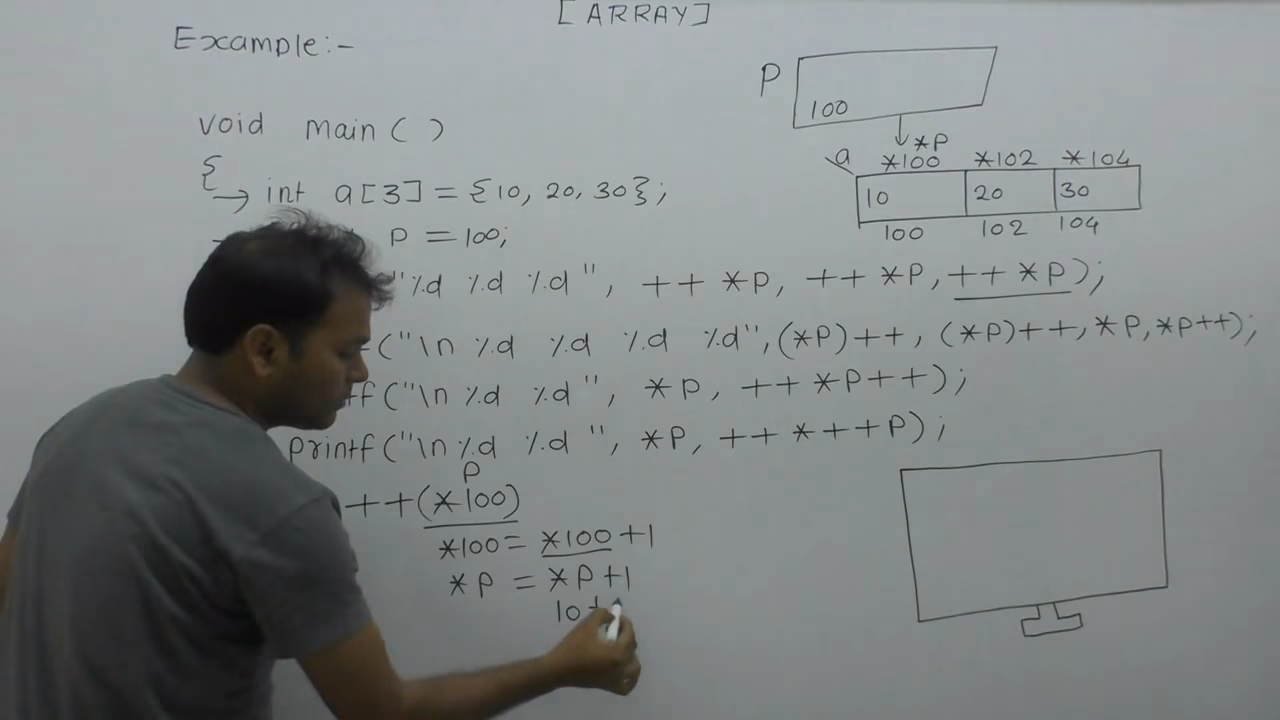 [ARRAY]
Example:-
void main( )
{
→ int a[3] = {10, 20, 30};
p = 100;
"%d %d %d", ++ *p, ++ *p, ++ *p);
("\n %d %d %d %d", (*p)++, (*p)++, *p, *p++);
f("\n %d %d", *p, ++ *p++);
printf("\n %d %d ", *p, ++ * ++p);
p
++(*100)
*100 = *100+1
*p = *p+1
10+
P
100
*p
a *100 *102 *104
10 20 30
100 102 104